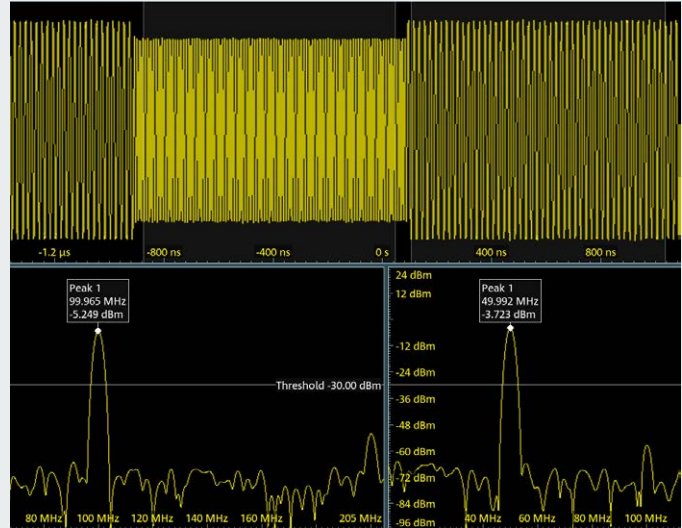 -1.2 µs -800 ns -400 ns 0 s 400 ns 800 ns
Peak 1
99.965 MHz
-5.249 dBm
Threshold -30.00 dBm
80 MHz 100 MHz 120 MHz 140 MHz 160 MHz 205 MHz
24 dBm
12 dBm
-12 dBm
-24 dBm
-36 dBm
-48 dBm
-60 dBm
-72 dBm
-84 dBm
-96 dBm
Peak 1
49.992 MHz
-3.723 dBm
40 MHz 60 MHz 80 MHz 100 MHz